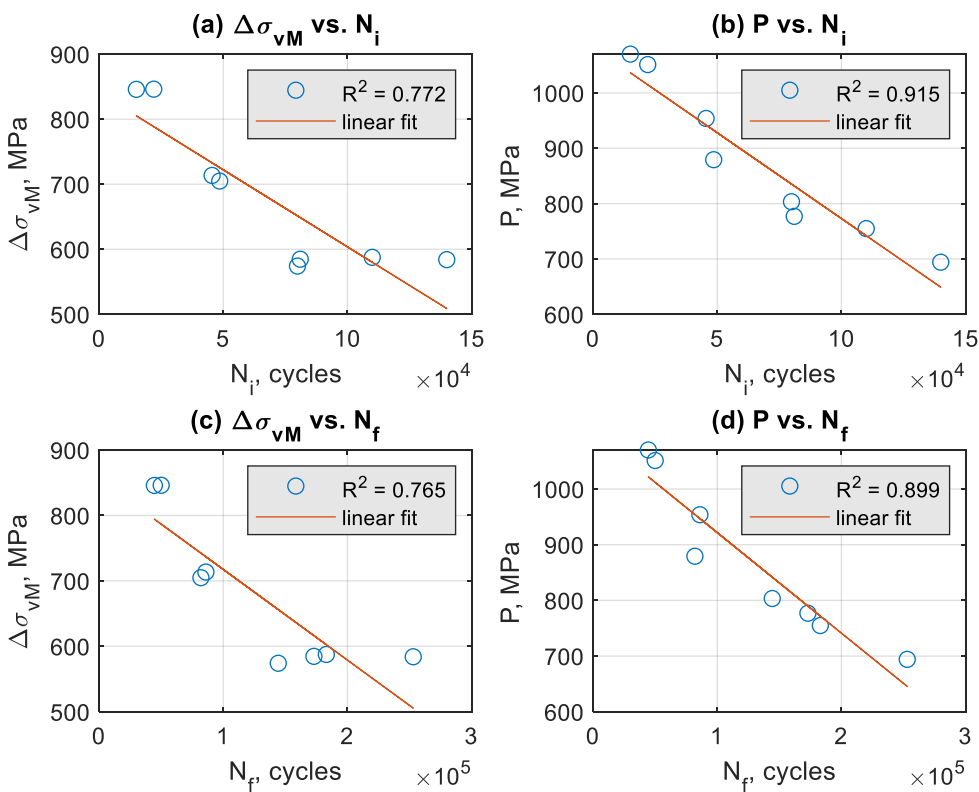 (a) Δσ_vM vs. N_i
900
800
700
600
500
Δσ_vM, MPa
R² = 0.772
linear fit
0 5 10 15
N_i, cycles ×10⁴
(b) P vs. N_i
1000
900
800
700
600
P, MPa
R² = 0.915
linear fit
0 5 10 15
N_i, cycles ×10⁴
(c) Δσ_vM vs. N_f
900
800
700
600
500
Δσ_vM, MPa
R² = 0.765
linear fit
0 1 2 3
N_f, cycles ×10⁵
(d) P vs. N_f
1000
900
800
700
600
P, MPa
R² = 0.899
linear fit
0 1 2 3
N_f, cycles ×10⁵